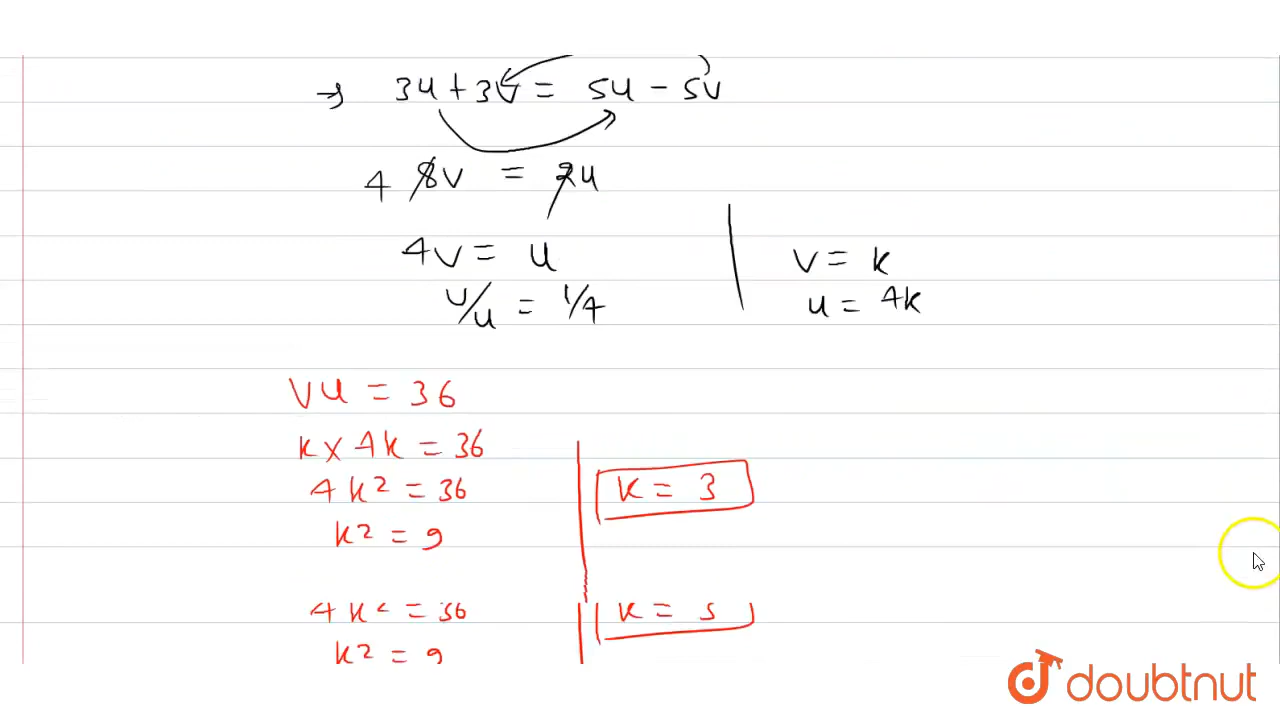 ⇒ 3u + 3v = 5u - 5v
4 8v = 2u
4v = u
v/u = 1/4
v = k
u = 4k
vu = 36
k x 4k = 36
4k² = 36
k² = 9
k = 3
4k² = 36
k² = 9
k = 3
doubtnut